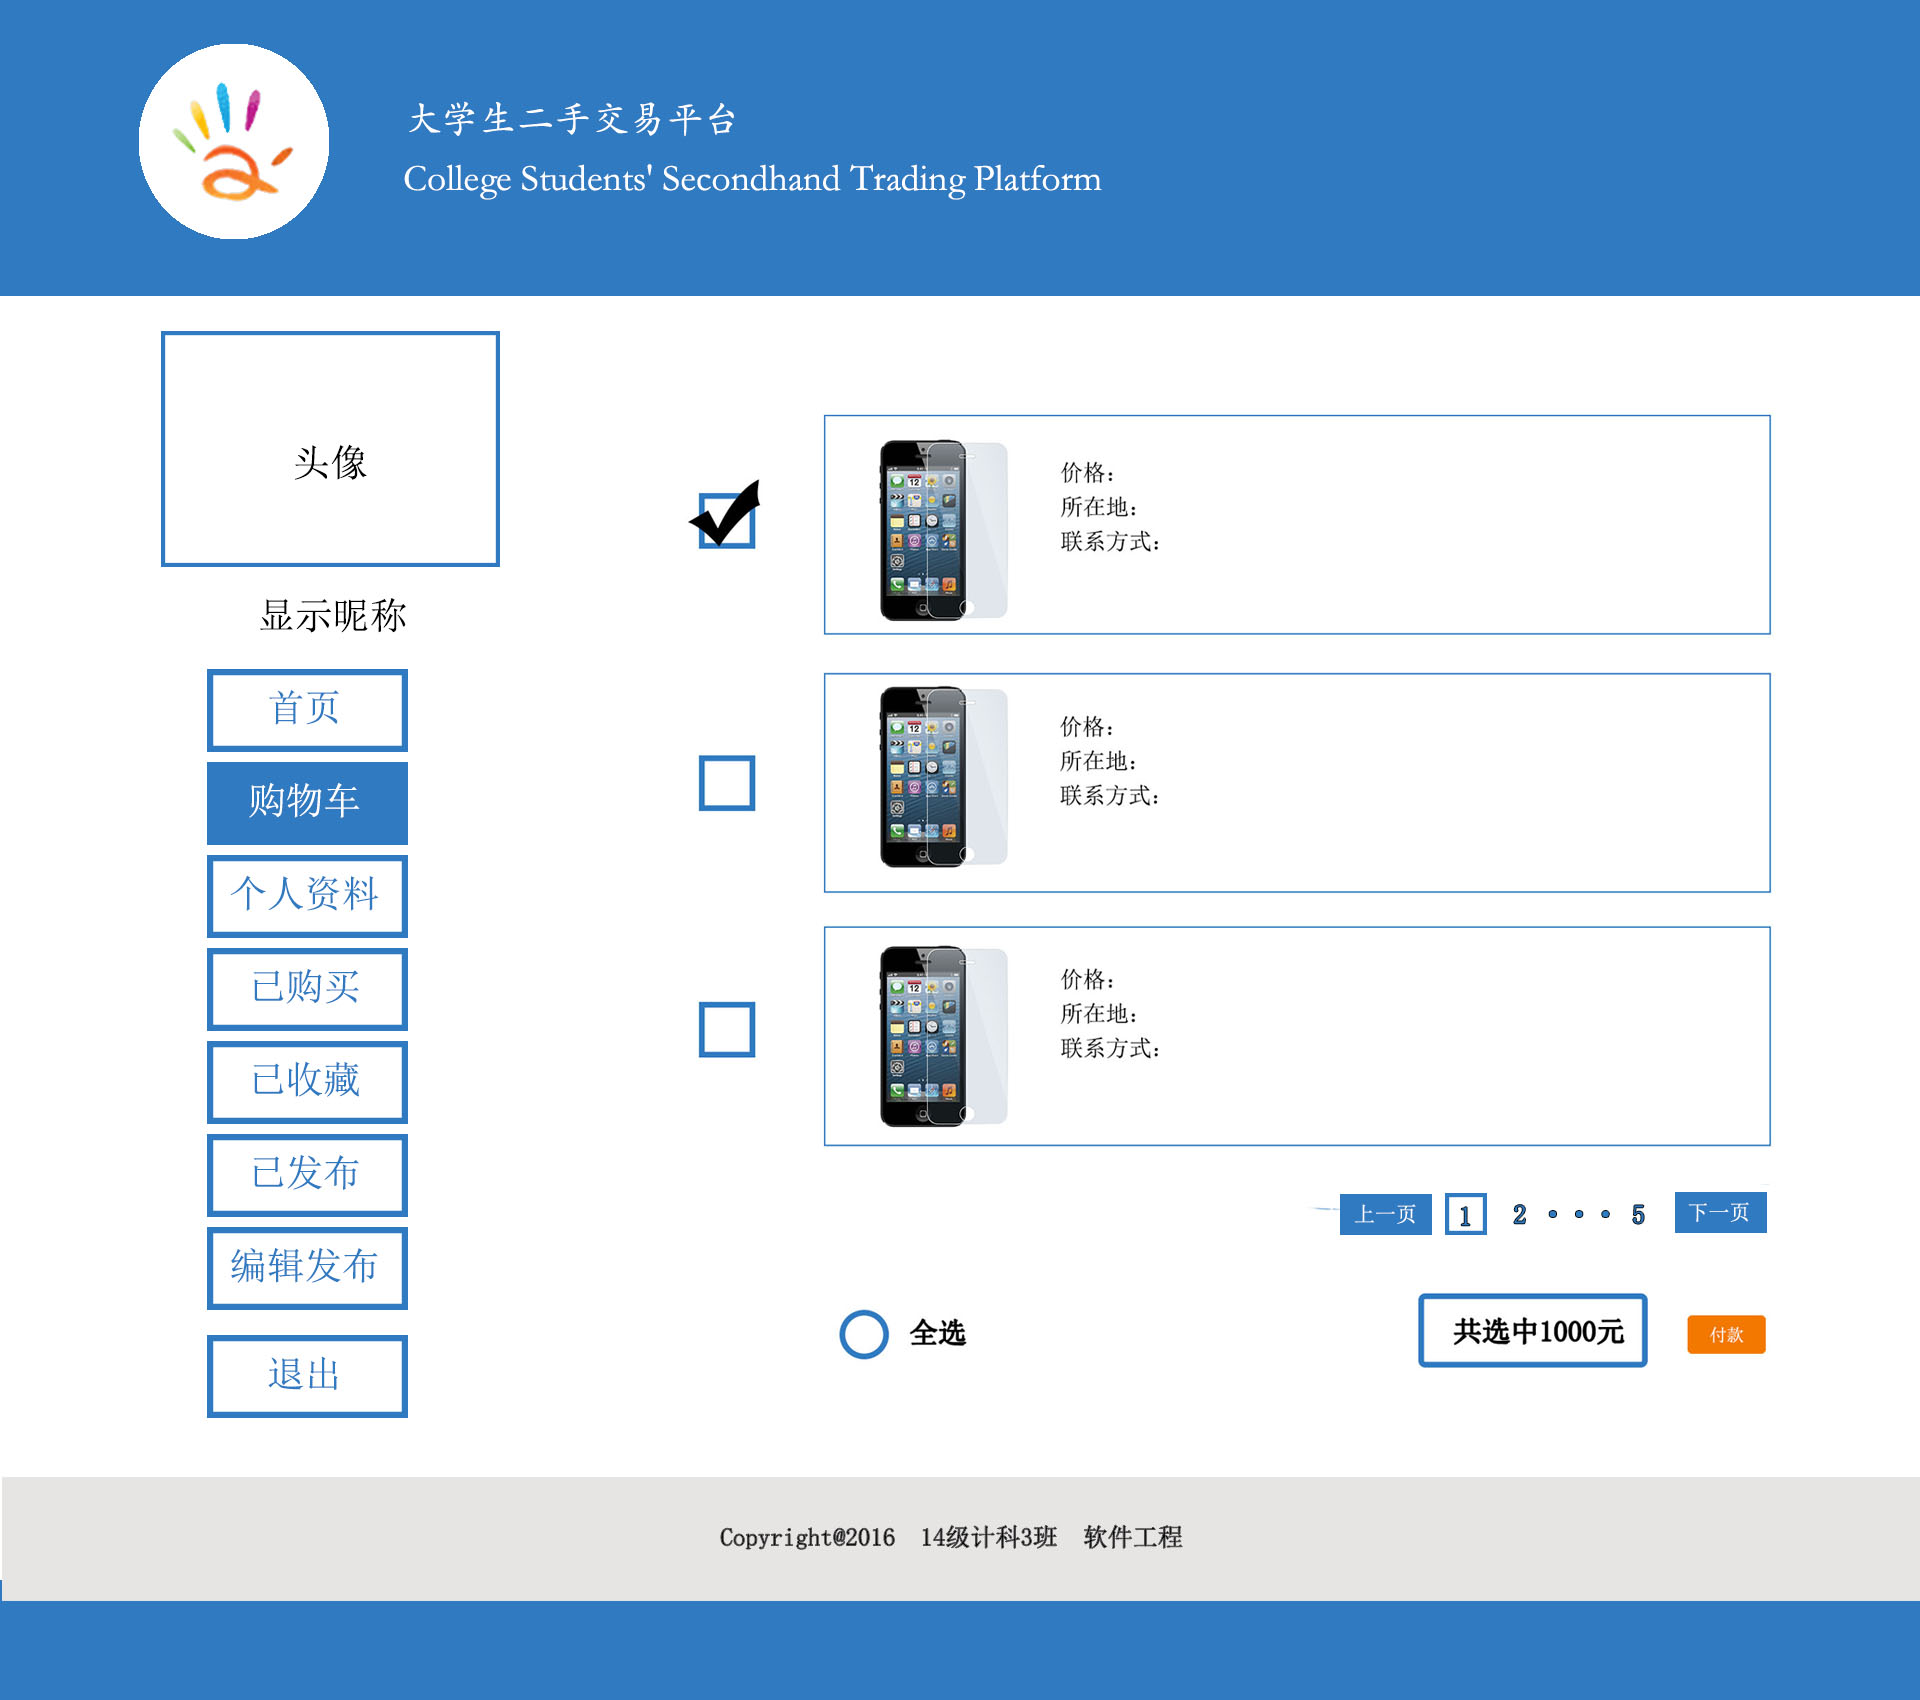 大学生二手交易平台
College Students' Secondhand Trading Platform
头像
显示昵称
首页
购物车
个人资料
已购买
已收藏
已发布
编辑发布
退出
价格：
所在地：
联系方式：
价格：
所在地：
联系方式：
价格：
所在地：
联系方式：
上一页 1 2 ··· 5 下一页
全选 共选中1000元 付款
Copyright@2016 14级计科3班 软件工程